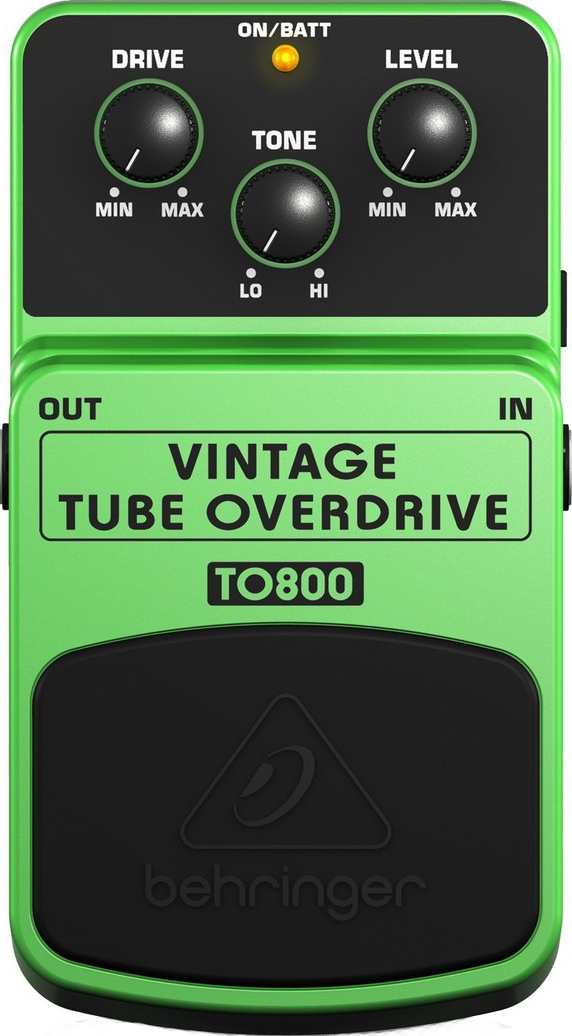 ON/BATT
DRIVE
LEVEL
TONE
MIN MAX
MIN MAX
LO HI
OUT
IN
VINTAGE
TUBE OVERDRIVE
TO800
behringer